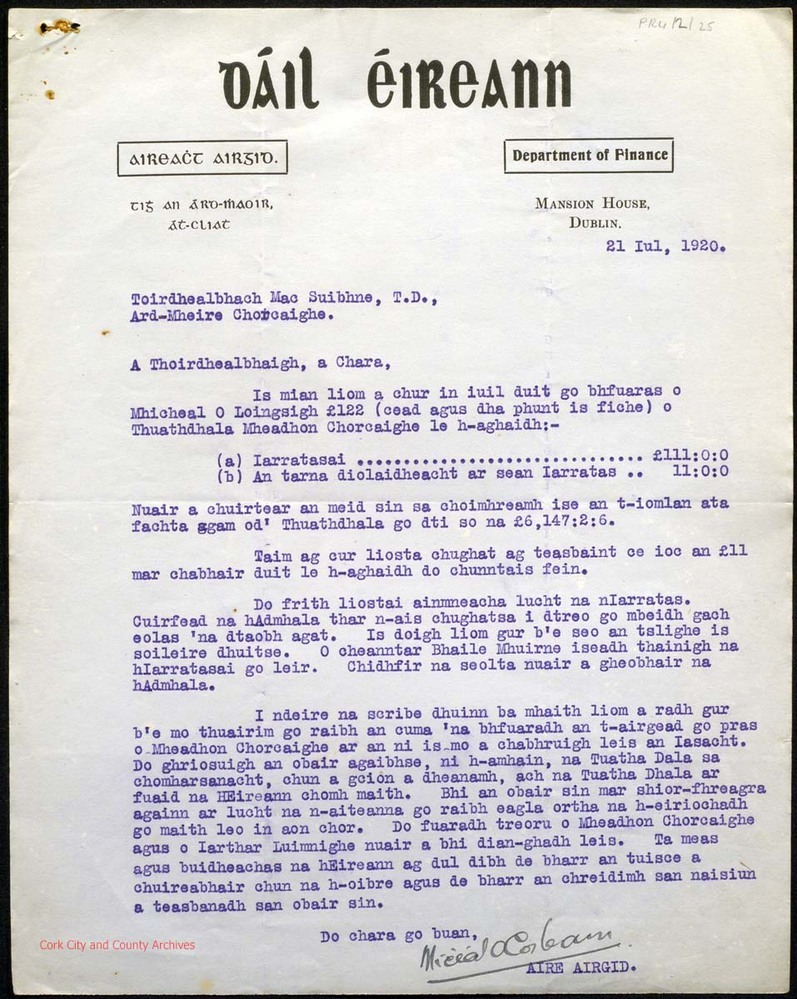 PR4/2/25
Dáil Éireann
Aireaċt Airgid.
Department of Finance
Tiġ an Árd-Ṁaoir,
Át-Cliat
Mansion House,
Dublin.
21 Iul, 1920.
Toirdhealbhach Mac Suibhne, T.D.,
Ard-Mheire Chorcaighe.
A Thoirdhealbhaigh, a Chara,
Is mian liom a chur in iuil duit go bhfuaras o
Mhicheal O Loingsigh £122 (cead agus dha phunt is fiche) o
Thuathdhala Mheadhon Chorcaighe le h-aghaidh:-
(a) Iarratasai .............................. £111:0:0
(b) An tarna diolaidheacht ar sean Iarratas .. 11:0:0
Nuair a chuirtear an meid sin sa choimhreamh ise an t-iomlan ata
fachta agam od' Thuathdhala go dti so na £6,147:2:6.
Taim ag cur liosta chughat ag teasbaint ce ioc an £11
mar chabhair duit le h-aghaidh do chunntais fein.
Do frith liostai ainmneacha lucht na nIarratas.
Cuirfead na hAdmhala thar n-ais chughatsa i dtreo go mbeidh gach
eolas 'na dtaobh agat. Is doigh liom gur b'e seo an tslighe is
soileire dhuitse. O cheanntar Bhaile Mhuirne iseadh thainigh na
hIarratasai go leir. Chidhfir na seolta nuair a gheobhair na
hAdmhala.
I ndeire na scribe dhuinn ba mhaith liom a radh gur
b'e mo thuairim go raibh an cuma 'na bhfuaradh an t-airgead go pras
o Mheadhon Chorcaighe ar an ni is mo a chabhruigh leis an Iasacht.
Do ghriosuigh an obair agaibhse, ni h-amhain, na Tuatha Dala sa
chomharsanacht, chun a gcion a dheanamh, ach na Tuatha Dhala ar
fuaid na HEireann chomh maith. Bhi an obair sin mar shior-fhreagra
againn ar lucht na n-aiteanna go raibh eagla ortha na h-eiriochadh
go maith leo in aon chor. Do fuaradh treoru o Mheadhon Chorcaighe
agus o Iarthar Luimnighe nuair a bhi dian-ghadh leis. Ta meas
agus buidheachas na hEireann ag dul dibh de bharr an tuisce a
chuireabhair chun na h-oibre agus de bharr an chreidimh san naisiun
a teasbanadh san obair sin.
Do chara go buan,
Mícéal Ó Coileáin.
AIRE AIRGID.
Cork City and County Archives